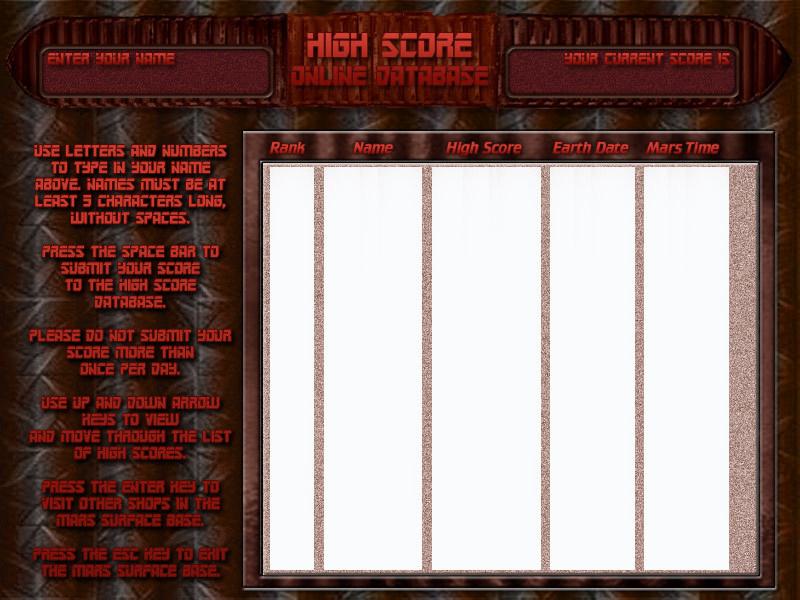 HIGH SCORE
ONLINE DATABASE
ENTER YOUR NAME
YOUR CURRENT SCORE IS
USE LETTERS AND NUMBERS
TO TYPE IN YOUR NAME
ABOVE. NAMES MUST BE AT
LEAST 5 CHARACTERS LONG,
WITHOUT SPACES.
PRESS THE SPACE BAR TO
SUBMIT YOUR SCORE
TO THE HIGH SCORE
DATABASE.
PLEASE DO NOT SUBMIT YOUR
SCORE MORE THAN
ONCE PER DAY.
USE UP AND DOWN ARROW
KEYS TO VIEW
AND MOVE THROUGH THE LIST
OF HIGH SCORES.
PRESS THE ENTER KEY TO
VISIT OTHER SHOPS IN THE
MARS SURFACE BASE.
PRESS THE ESC KEY TO EXIT
THE MARS SURFACE BASE.
Rank Name High Score Earth Date Mars Time